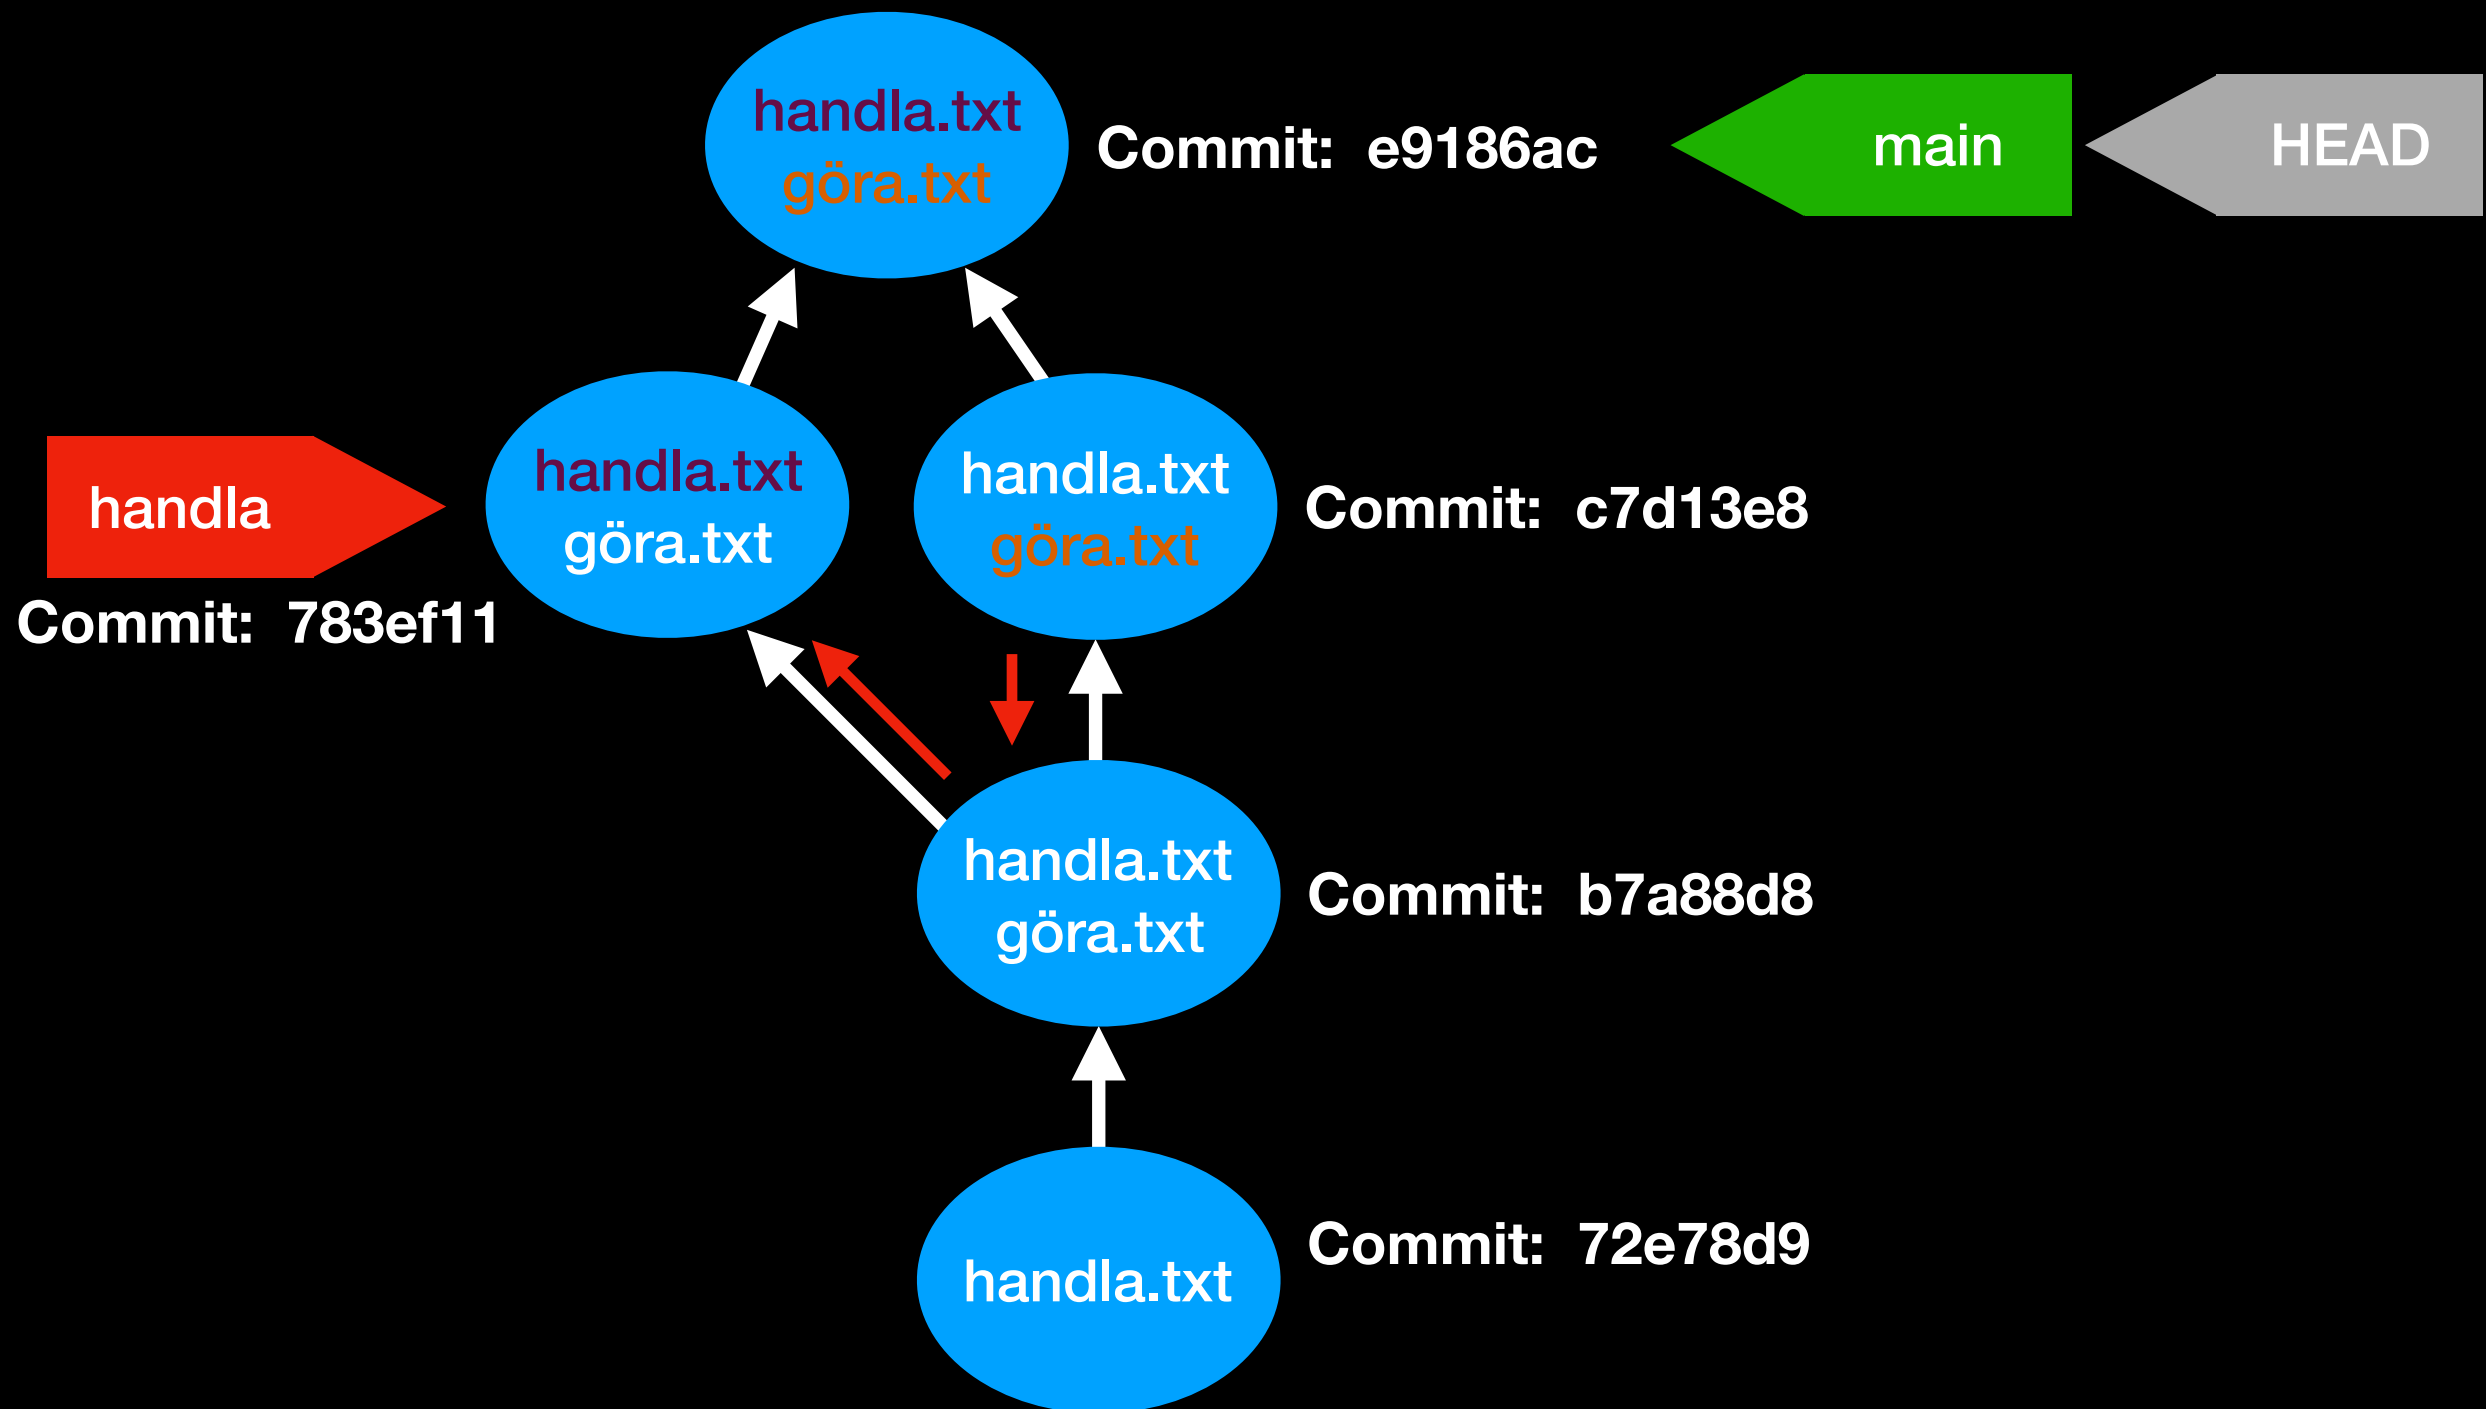 handla.txt
göra.txt
Commit: e9186ac
main
HEAD
handla
Commit: 783ef11
handla.txt
göra.txt
handla.txt
göra.txt
Commit: c7d13e8
handla.txt
göra.txt
Commit: b7a88d8
handla.txt
Commit: 72e78d9